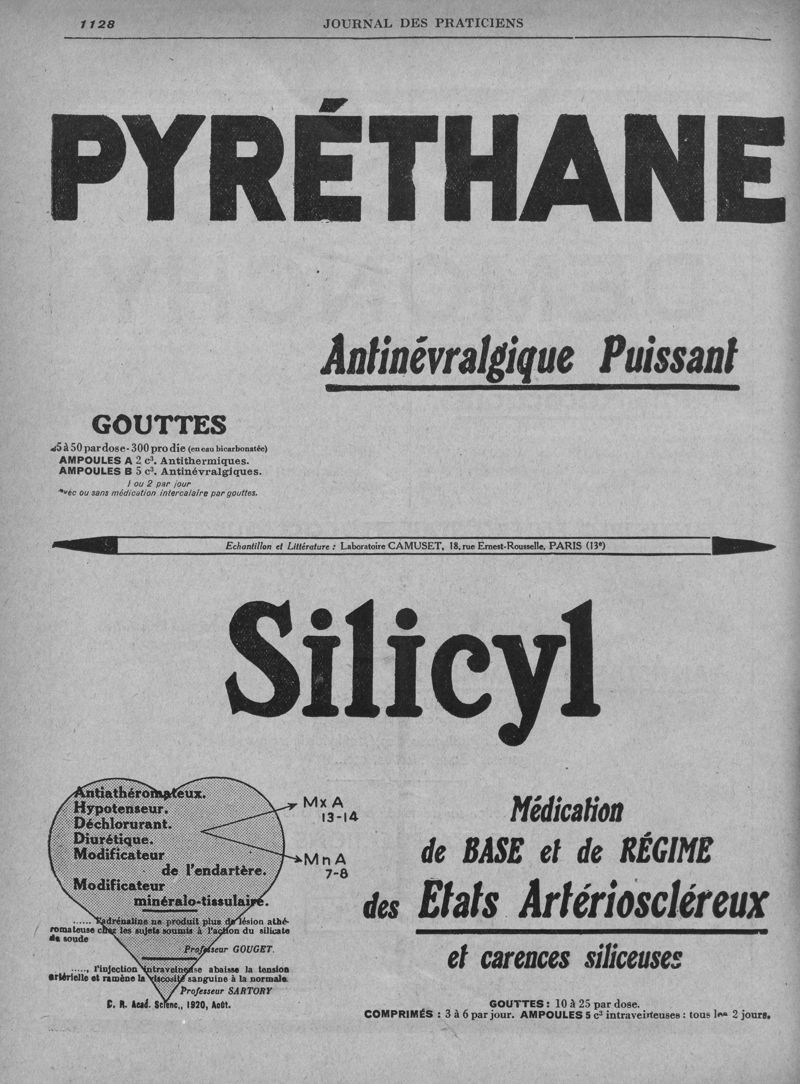 1128
JOURNAL DES PRATICIENS
PYRÉTHANE
Antinévralgique Puissant
GOUTTES
25 à 50 par dose - 300 pro die (en eau bicarbonatée)
AMPOULES A 2 c³. Antithermiques.
AMPOULES B 5 c³. Antinévralgiques.
1 ou 2 par jour
Avec ou sans médication intercalaire par gouttes.
Echantillon et Littérature : Laboratoire CAMUSET, 18, rue Ernest-Rousselle, PARIS (13ᵉ)
Silicyl
Antiathéromateux.
Hypotenseur.
Déchlorurant.
Diurétique.
Modificateur
de l'endartère.
Modificateur
minéralo-tissulaire.
Mx A
13-14
Mn A
7-8
...... L'adrénaline ne produit plus de lésion athé-
romateuse chez les sujets soumis à l'action du silicate
de soude
Professeur GOUGET.
....., l'injection intraveineuse abaisse la tension
artérielle et ramène la viscosité sanguine à la normale.
Professeur SARTORY
C. R. Acad. Scienc., 1920, Août.
Médication
de BASE et de RÉGIME
des Etats Artérioscléreux
et carences siliceuses
GOUTTES : 10 à 25 par dose.
COMPRIMÉS : 3 à 6 par jour. AMPOULES 5 c³ intraveineuses : tous les 2 jours.